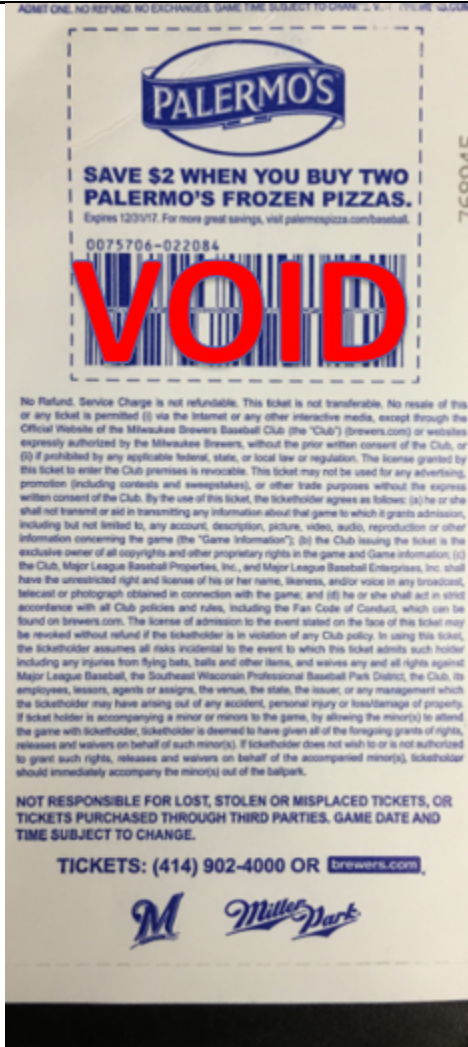 ADMIT ONE. NO REFUND. NO EXCHANGES. GAME TIME SUBJECT TO
PALERMO'S
SAVE $2 WHEN YOU BUY TWO
PALERMO'S FROZEN PIZZAS.
Expires 12/31/17. For more great savings, visit palermospizza.com/baseball.
0075706-022084
VOID
768945
No Refund. Service Charge is not refundable. This ticket is not transferable. No resale of this
or any ticket is permitted (i) via the Internet or any other interactive media, except through the
Official Website of the Milwaukee Brewers Baseball Club (the "Club") (brewers.com) or websites
expressly authorized by the Milwaukee Brewers, without the prior written consent of the Club, or
(ii) if prohibited by any applicable federal, state, or local law or regulation. The license granted by
this ticket to enter the Club premises is revocable. This ticket may not be used for any advertising,
promotion (including contests and sweepstakes), or other trade purposes without the express
written consent of the Club. By the use of this ticket, the ticketholder agrees as follows: (a) he or she
shall not transmit or aid in transmitting any information about that game to which it grants admission,
including but not limited to, any account, description, picture, video, audio, reproduction or other
information concerning the game (the "Game Information"); (b) the Club issuing the ticket is the
exclusive owner of all copyrights and other proprietary rights in the game and Game information; (c)
the Club, Major League Baseball Properties, Inc., and Major League Baseball Enterprises, Inc. shall
have the unrestricted right and license of his or her name, likeness, and/or voice in any broadcast,
telecast or photograph obtained in connection with the game; and (d) he or she shall act in strict
accordance with all Club policies and rules, including the Fan Code of Conduct, which can be
found on brewers.com. The license of admission to the event stated on the face of this ticket may
be revoked without refund if the ticketholder is in violation of any Club policy. In using this ticket,
the ticketholder assumes all risks incidental to the event to which this ticket admits such holder
including any injuries from flying bats, balls and other items, and waives any and all rights against
Major League Baseball, the Southeast Wisconsin Professional Baseball Park District, the Club, its
employees, lessors, agents or assigns, the venue, the state, the issuer, or any management which
the ticketholder may have arising out of any accident, personal injury or loss/damage of property.
If ticket holder is accompanying a minor or minors to the game, by allowing the minor(s) to attend
the game with ticketholder, ticketholder is deemed to have given all of the foregoing grants of rights,
releases and waivers on behalf of such minor(s). If ticketholder does not wish to or is not authorized
to grant such rights, releases and waivers on behalf of the accompanied minor(s), ticketholder
should immediately accompany the minor(s) out of the ballpark.
NOT RESPONSIBLE FOR LOST, STOLEN OR MISPLACED TICKETS, OR
TICKETS PURCHASED THROUGH THIRD PARTIES. GAME DATE AND
TIME SUBJECT TO CHANGE.
TICKETS: (414) 902-4000 OR brewers.com.
M Miller Park